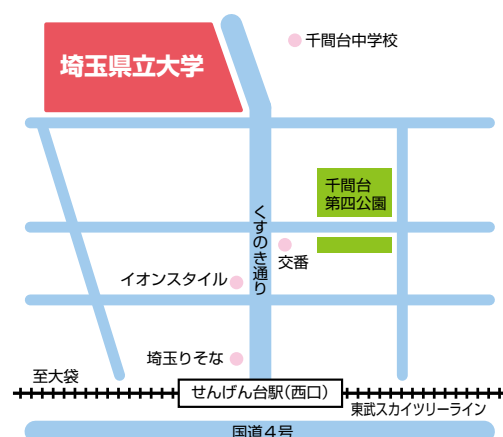 千間台中学校
埼玉県立大学
千間台
第四公園
くすのき通り
交番
イオンスタイル
埼玉りそな
至大袋
せんげん台駅(西口)
東武スカイツリーライン
国道4号